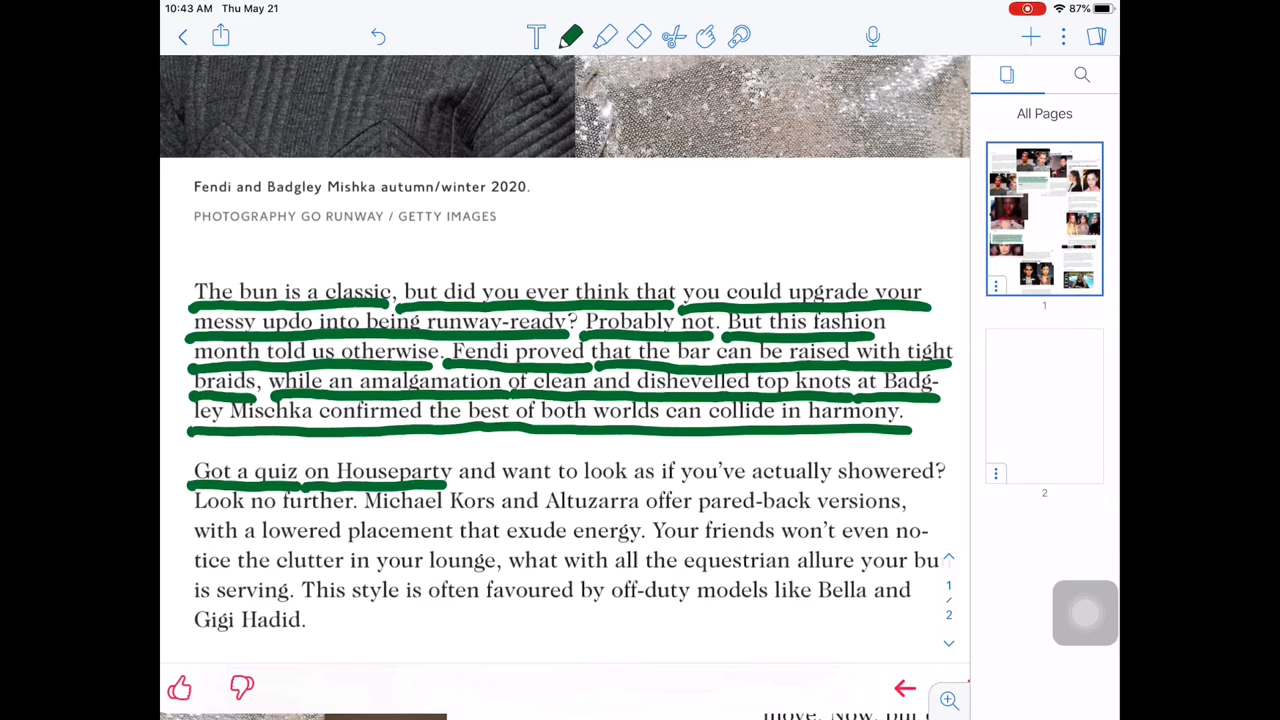 10:43 AM Thu May 21
87%
All Pages
Fendi and Badgley Mishka autumn/winter 2020.
PHOTOGRAPHY GO RUNWAY / GETTY IMAGES
The bun is a classic, but did you ever think that you could upgrade your
messy updo into being runway-ready? Probably not. But this fashion
month told us otherwise. Fendi proved that the bar can be raised with tight
braids, while an amalgamation of clean and dishevelled top knots at Badg-
ley Mischka confirmed the best of both worlds can collide in harmony.
Got a quiz on Houseparty and want to look as if you've actually showered?
Look no further. Michael Kors and Altuzarra offer pared-back versions,
with a lowered placement that exude energy. Your friends won't even no-
tice the clutter in your lounge, what with all the equestrian allure your bun
is serving. This style is often favoured by off-duty models like Bella and
Gigi Hadid.
1
2
1
2
move. Now, but